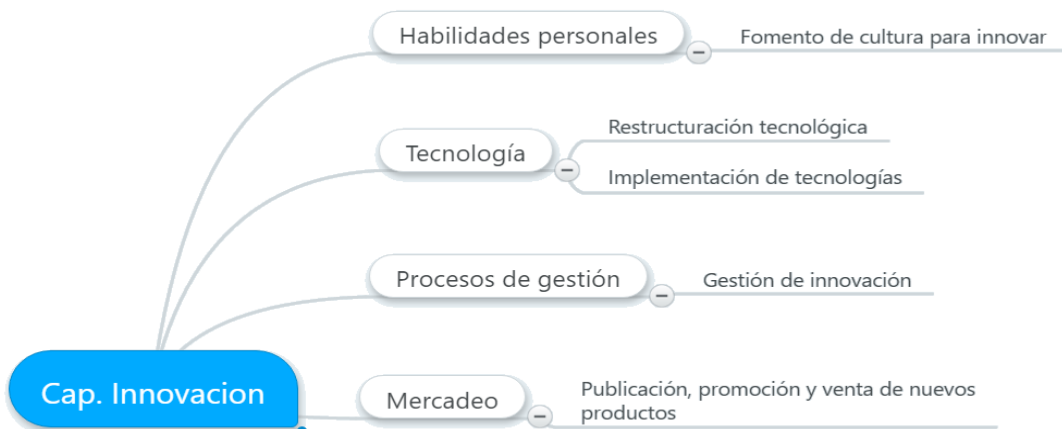 Habilidades personales
Fomento de cultura para innovar
Tecnología
Restructuración tecnológica
Implementación de tecnologías
Procesos de gestión
Gestión de innovación
Cap. Innovacion
Mercadeo
Publicación, promoción y venta de nuevos
productos